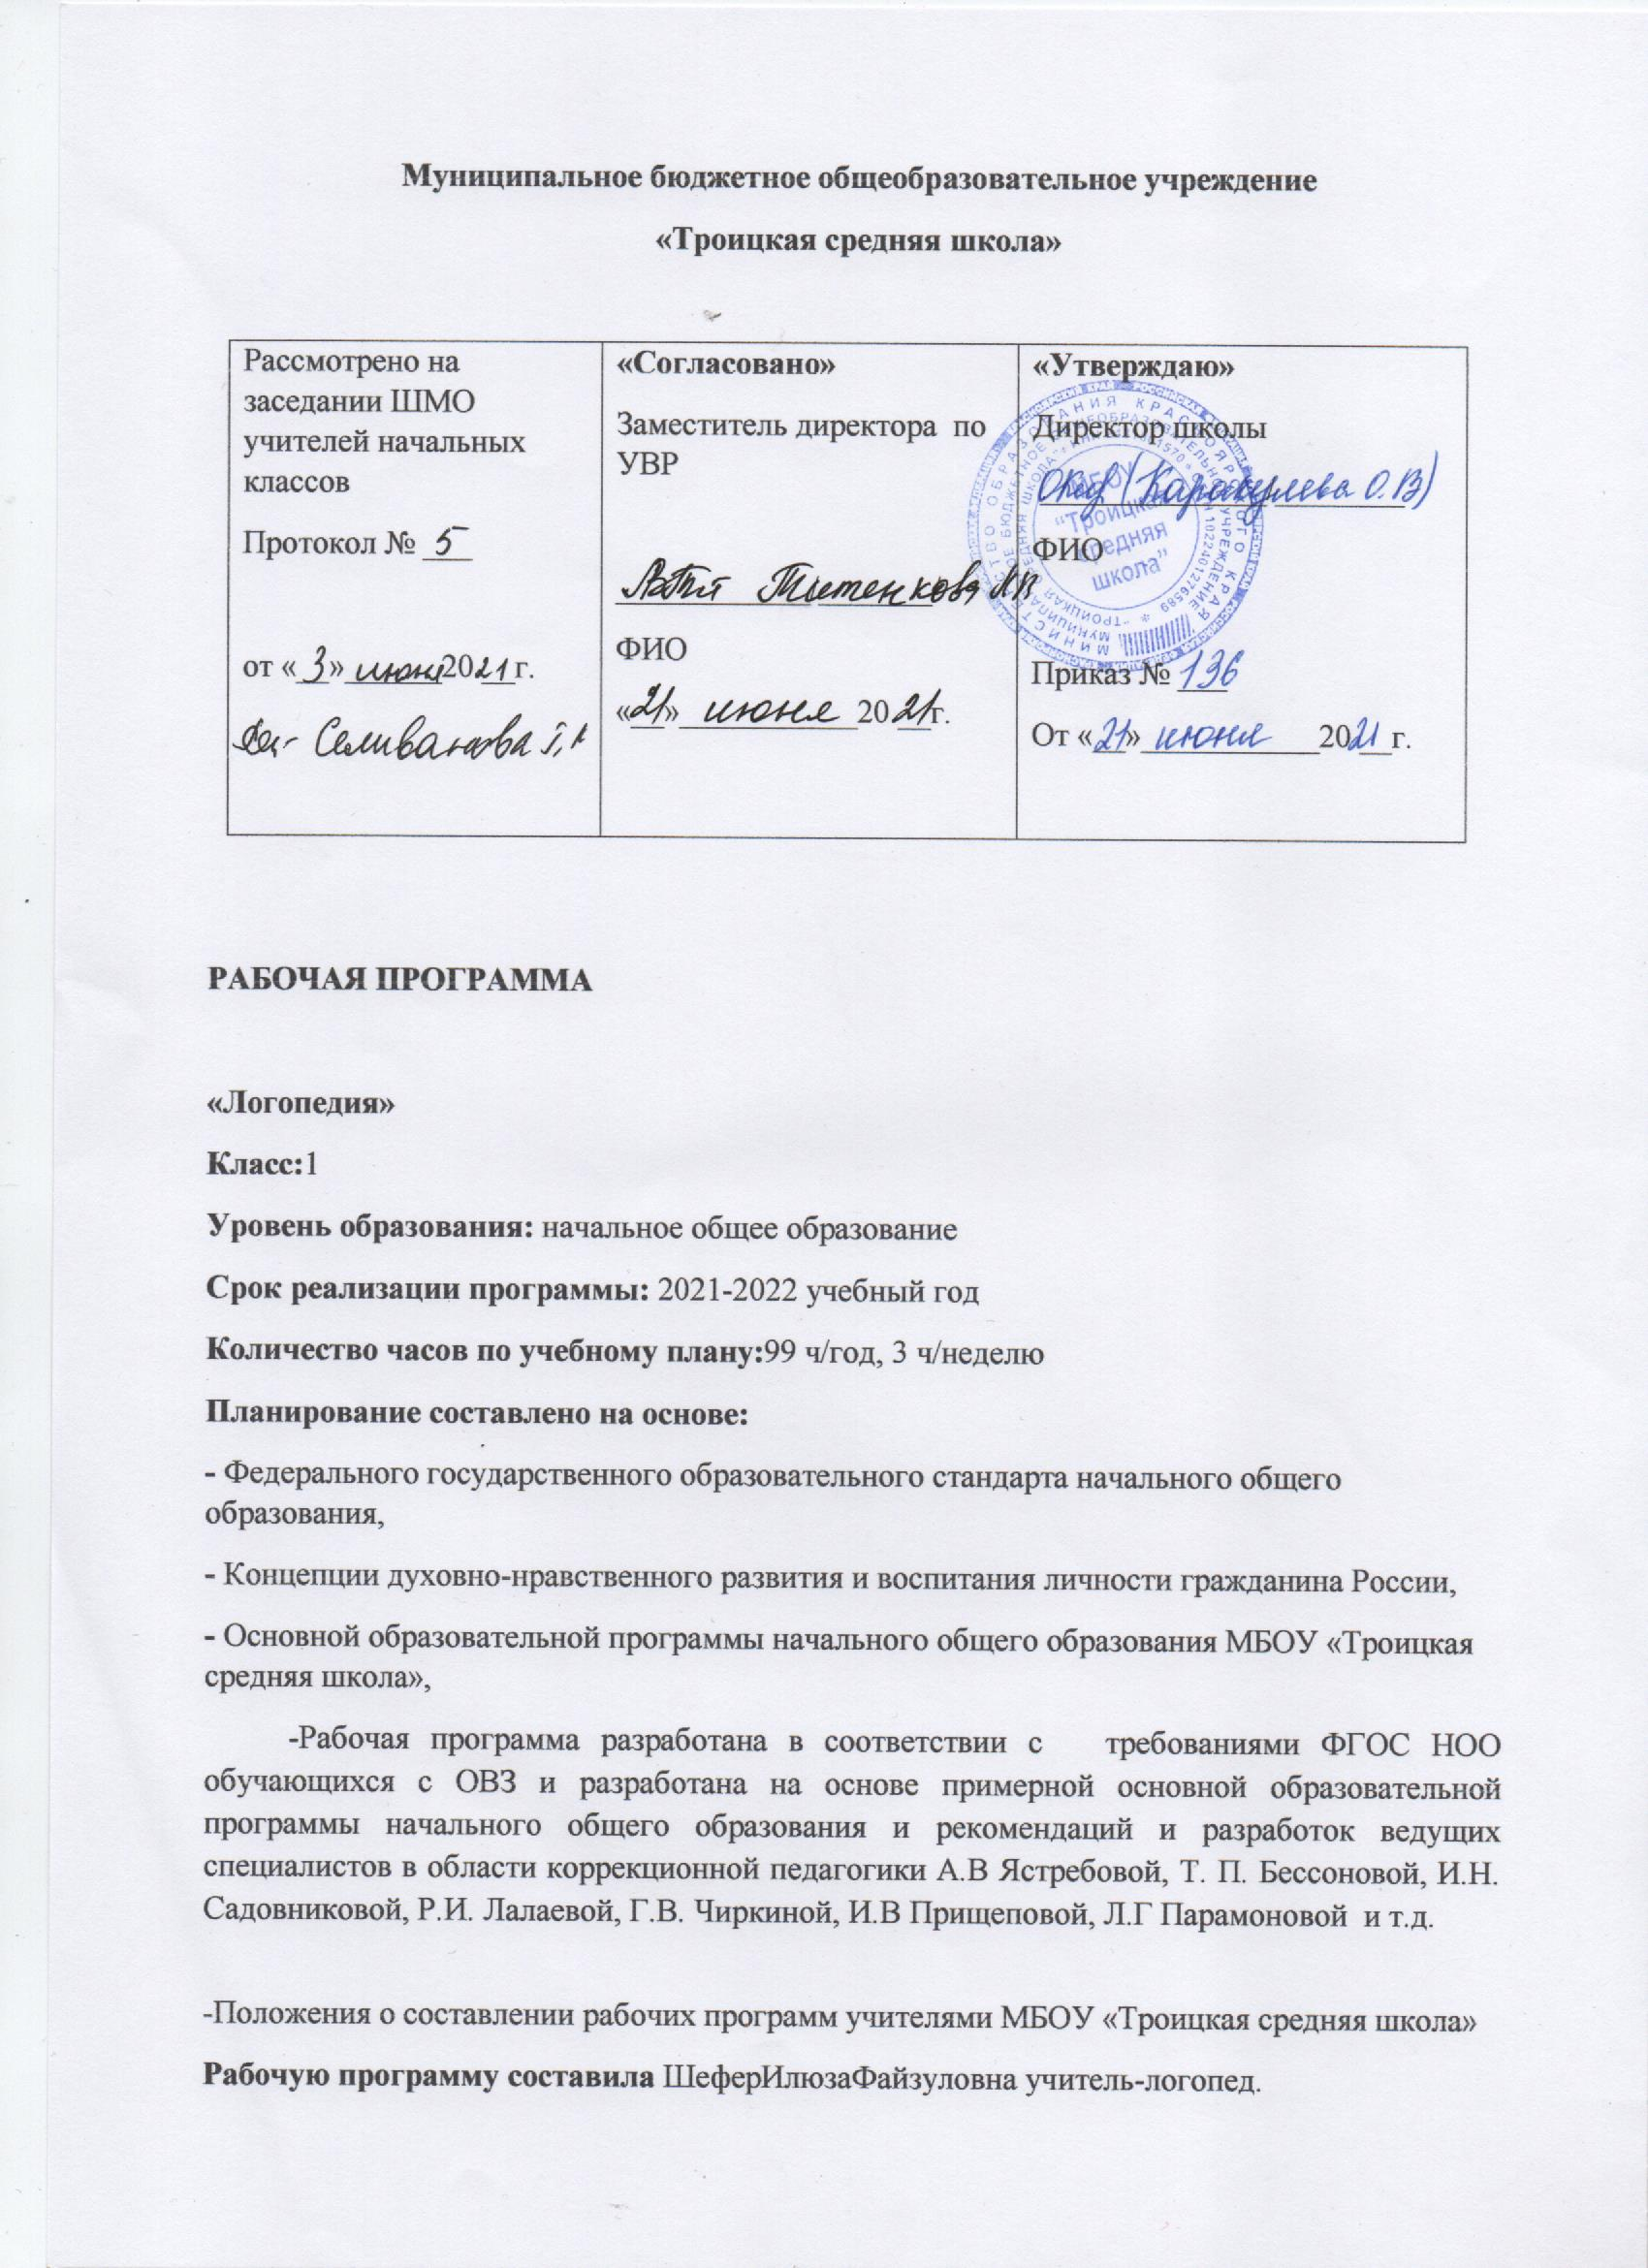 Муниципальное бюджетное общеобразовательное учреждение
«Троицкая средняя школа»
Рассмотрено на
заседании ШМО
учителей начальных
классов
Протокол № 5
от «3» июня 2021 г.
Селиванова Т.А
«Согласовано»
Заместитель директора по
УВР
Титенкова
ФИО
«21» июня 2021 г.
«Утверждаю»
Директор школы
(Каракулева О.В)
ФИО
МБОУ
"Троицкая
средняя
школа"
Приказ № 136
От «21» июня 2021 г.
РАБОЧАЯ ПРОГРАММА
«Логопедия»
Класс:1
Уровень образования: начальное общее образование
Срок реализации программы: 2021-2022 учебный год
Количество часов по учебному плану:99 ч/год, 3 ч/неделю
Планирование составлено на основе:
- Федерального государственного образовательного стандарта начального общего
образования,
- Концепции духовно-нравственного развития и воспитания личности гражданина России,
- Основной образовательной программы начального общего образования МБОУ «Троицкая
средняя школа»,
-Рабочая программа разработана в соответствии с требованиями ФГОС НОО
обучающихся с ОВЗ и разработана на основе примерной основной образовательной
программы начального общего образования и рекомендаций и разработок ведущих
специалистов в области коррекционной педагогики А.В Ястребовой, Т. П. Бессоновой, И.Н.
Садовниковой, Р.И. Лалаевой, Г.В. Чиркиной, И.В Прищеповой, Л.Г Парамоновой и т.д.
-Положения о составлении рабочих программ учителями МБОУ «Троицкая средняя школа»
Рабочую программу составила ШеферИлюзаФайзуловна учитель-логопед.